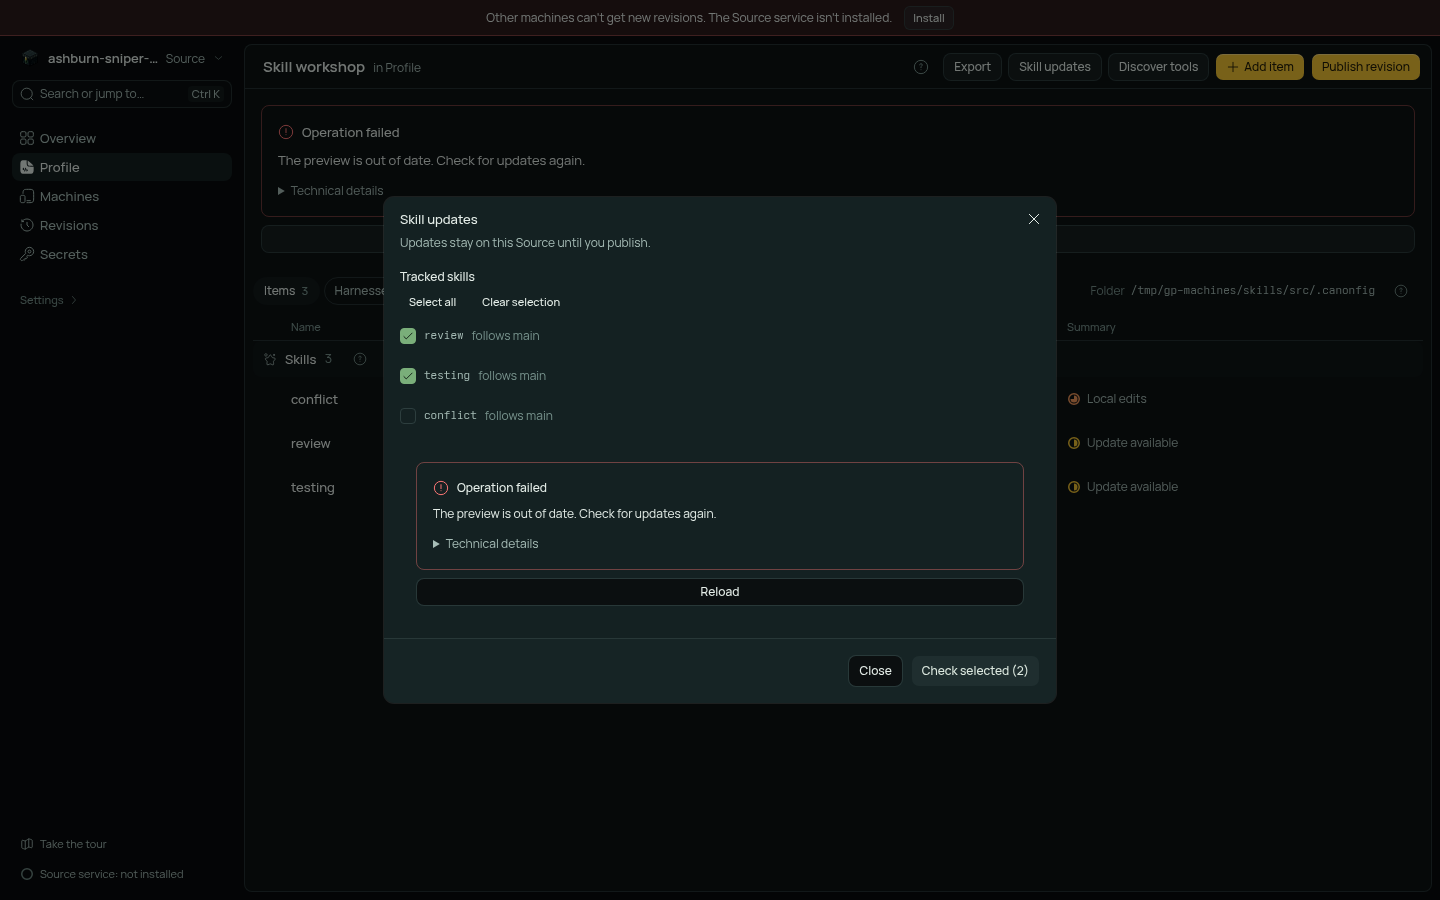 Other machines can't get new revisions. The Source service isn't installed. Install
ashburn-sniper-… Source
Search or jump to… Ctrl K
Overview
Profile
Machines
Revisions
Secrets
Settings
Take the tour
Source service: not installed
Skill workshop in Profile
Export Skill updates Discover tools Add item Publish revision
Operation failed
The preview is out of date. Check for updates again.
Technical details
Items 3 Harnesse
Folder /tmp/gp-machines/skills/src/.canonfig
Name Summary
Skills 3
conflict Local edits
review Update available
testing Update available
Skill updates
Updates stay on this Source until you publish.
Tracked skills
Select all Clear selection
review follows main
testing follows main
conflict follows main
Operation failed
The preview is out of date. Check for updates again.
Technical details
Reload
Close Check selected (2)